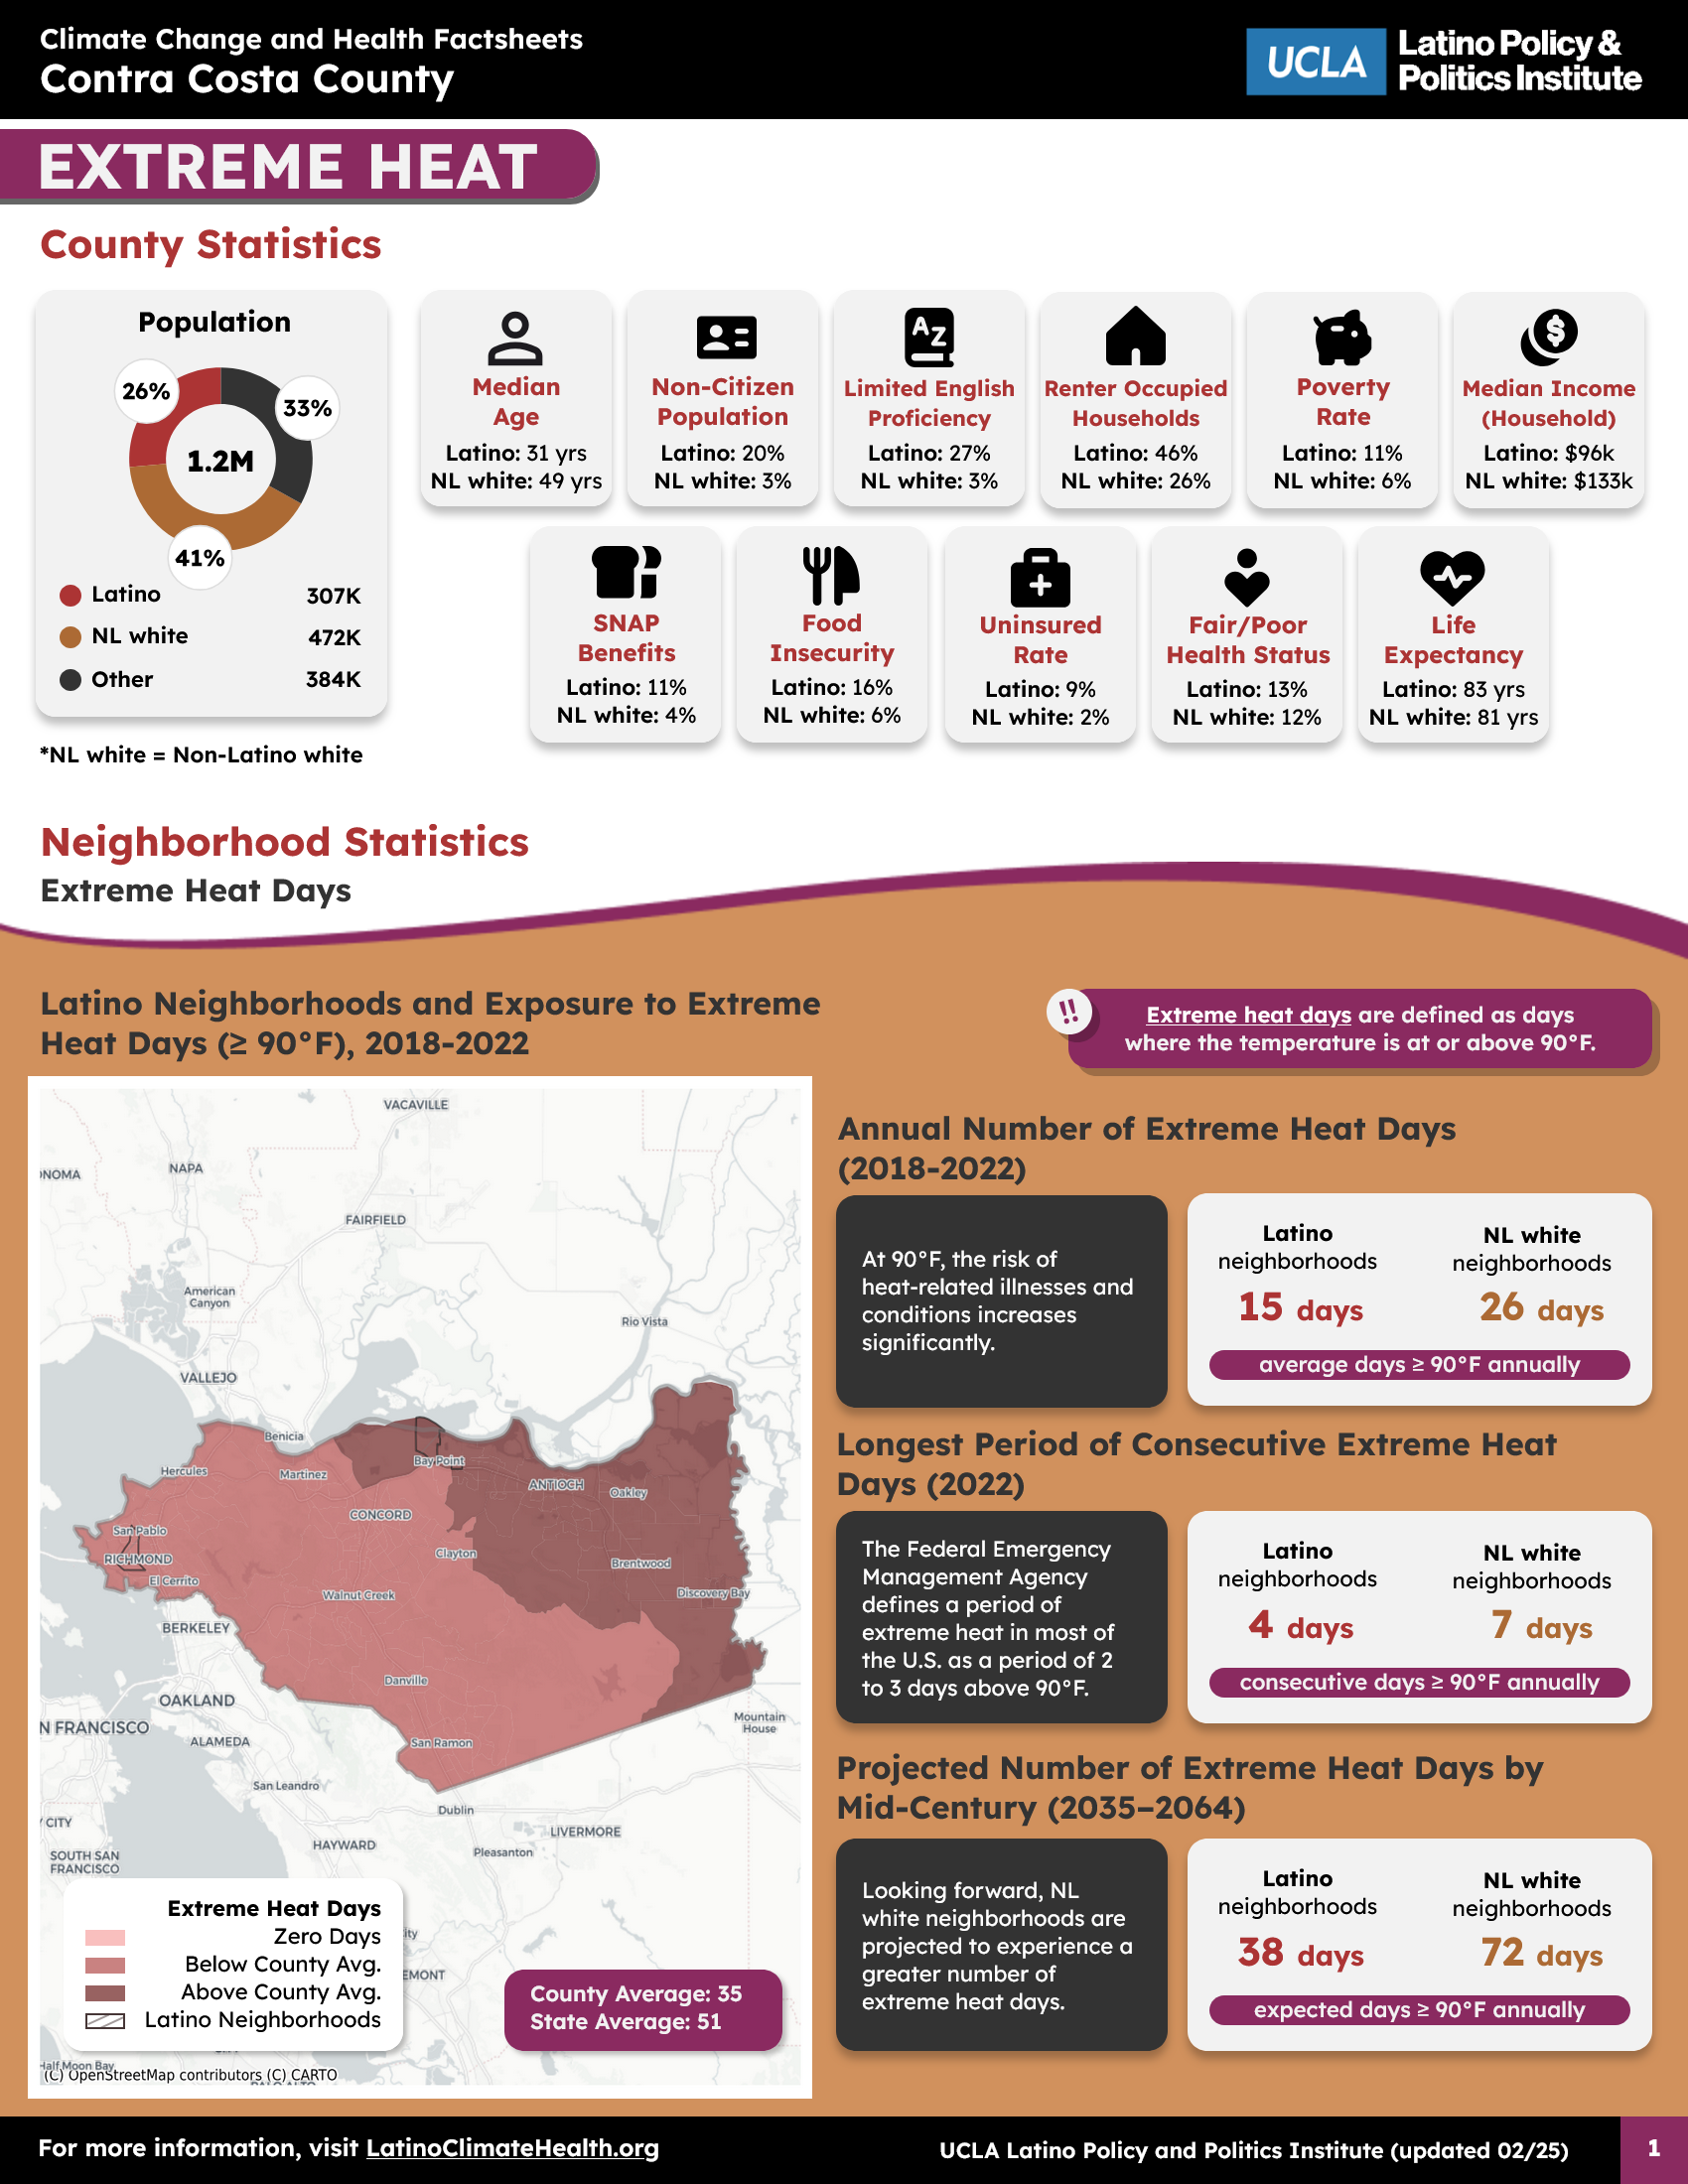 Climate Change and Health Factsheets
Contra Costa County
UCLA
Latino Policy &
Politics Institute
EXTREME HEAT
County Statistics
Population
26%
33%
1.2M
41%
Latino 307K
NL white 472K
Other 384K
*NL white = Non-Latino white
Median
Age
Latino: 31 yrs
NL white: 49 yrs
Non-Citizen
Population
Latino: 20%
NL white: 3%
AZ
Limited English
Proficiency
Latino: 27%
NL white: 3%
Renter Occupied
Households
Latino: 46%
NL white: 26%
Poverty
Rate
Latino: 11%
NL white: 6%
$
Median Income
(Household)
Latino: $96k
NL white: $133k
SNAP
Benefits
Latino: 11%
NL white: 4%
Food
Insecurity
Latino: 16%
NL white: 6%
Uninsured
Rate
Latino: 9%
NL white: 2%
Fair/Poor
Health Status
Latino: 13%
NL white: 12%
Life
Expectancy
Latino: 83 yrs
NL white: 81 yrs
Neighborhood Statistics
Extreme Heat Days
Latino Neighborhoods and Exposure to Extreme
Heat Days (≥ 90°F), 2018-2022
!!
Extreme heat days are defined as days
where the temperature is at or above 90°F.
VACAVILLE
NAPA
ONOMA
FAIRFIELD
American
Canyon
Rio Vista
VALLEJO
Benicia
Hercules
Martinez
Bay Point
ANTIOCH
Oakley
CONCORD
San Pablo
RICHMOND
Clayton
Brentwood
El Cerrito
Walnut Creek
Discovery Bay
BERKELEY
Danville
OAKLAND
N FRANCISCO
Mountain
House
ALAMEDA
San Ramon
San Leandro
Dublin
Y CITY
LIVERMORE
HAYWARD
Pleasanton
SOUTH SAN
FRANCISCO
ity
EMONT
Half Moon Bay
Extreme Heat Days
Zero Days
Below County Avg.
Above County Avg.
Latino Neighborhoods
County Average: 35
State Average: 51
(C) OpenStreetMap contributors (C) CARTO
Annual Number of Extreme Heat Days
(2018-2022)
At 90°F, the risk of
heat-related illnesses and
conditions increases
significantly.
Latino
neighborhoods
15 days
NL white
neighborhoods
26 days
average days ≥ 90°F annually
Longest Period of Consecutive Extreme Heat
Days (2022)
The Federal Emergency
Management Agency
defines a period of
extreme heat in most of
the U.S. as a period of 2
to 3 days above 90°F.
Latino
neighborhoods
4 days
NL white
neighborhoods
7 days
consecutive days ≥ 90°F annually
Projected Number of Extreme Heat Days by
Mid-Century (2035–2064)
Looking forward, NL
white neighborhoods are
projected to experience a
greater number of
extreme heat days.
Latino
neighborhoods
38 days
NL white
neighborhoods
72 days
expected days ≥ 90°F annually
For more information, visit LatinoClimateHealth.org
UCLA Latino Policy and Politics Institute (updated 02/25)
1